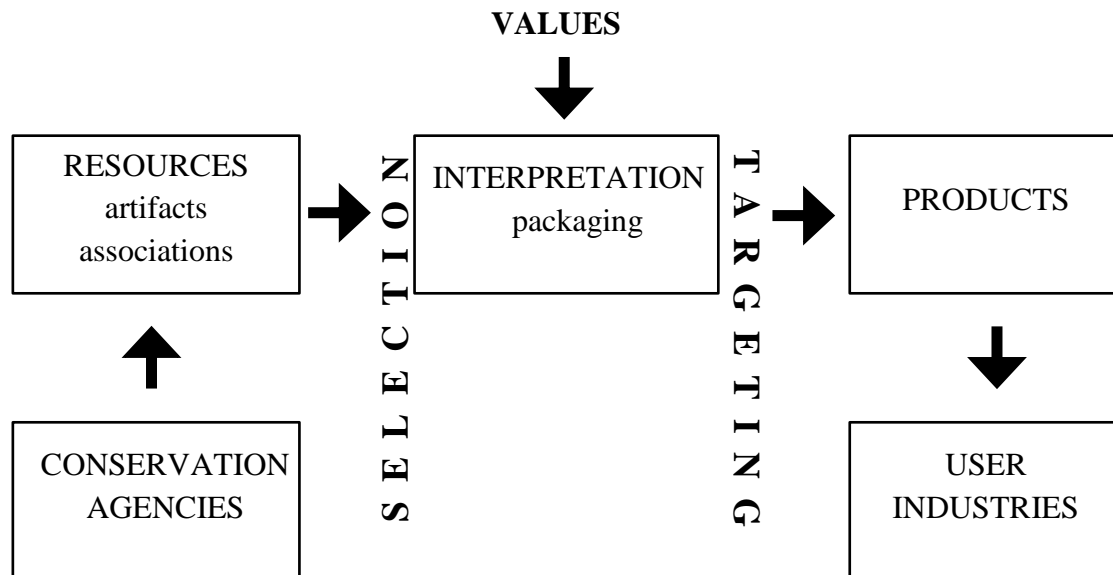 VALUES
RESOURCES
artifacts
associations
SELECTION
INTERPRETATION
packaging
TARGETING
PRODUCTS
CONSERVATION
AGENCIES
USER
INDUSTRIES